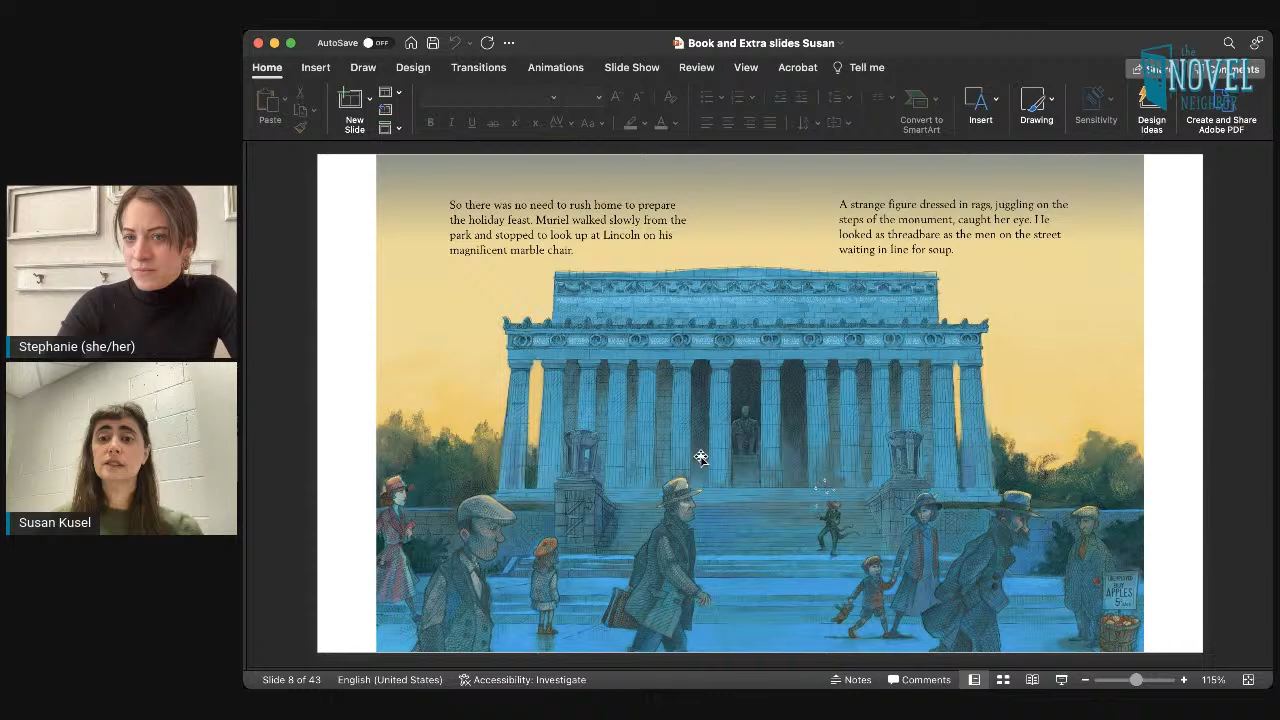 AutoSave
OFF
Book and Extra slides Susan
the
NOVEL
NEIGHBOR
Home Insert Draw Design Transitions Animations Slide Show Review View Acrobat Tell me
Share
Comments
Paste
New
Slide
Convert to
SmartArt
Insert
Drawing
Sensitivity
Design
Ideas
Create and Share
Adobe PDF
So there was no need to rush home to prepare
the holiday feast. Muriel walked slowly from the
park and stopped to look up at Lincoln on his
magnificent marble chair.
A strange figure dressed in rags, juggling on the
steps of the monument, caught her eye. He
looked as threadbare as the men on the street
waiting in line for soup.
UNEMPLOYED
BUY
APPLES
5¢
Stephanie (she/her)
Susan Kusel
Slide 8 of 43
English (United States)
Accessibility: Investigate
Notes
Comments
115%